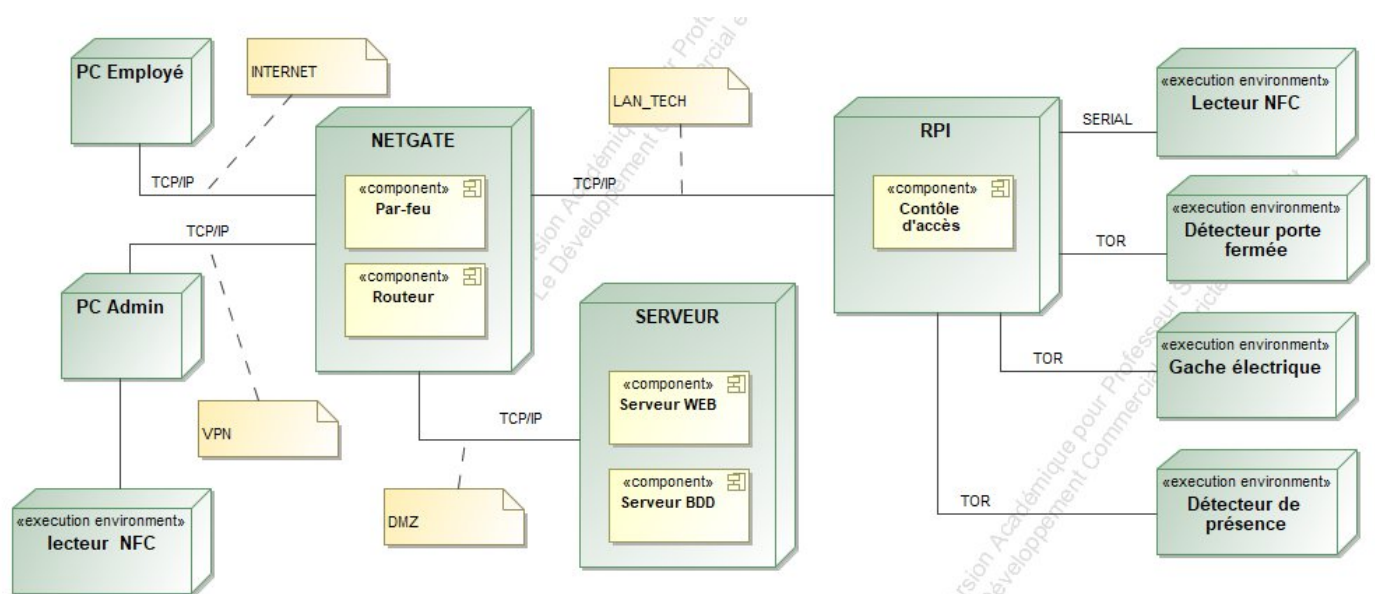 PC Employé
INTERNET
TCP/IP
NETGATE
«component»
Par-feu
«component»
Routeur
TCP/IP
PC Admin
VPN
«execution environment»
lecteur NFC
LAN_TECH
TCP/IP
TCP/IP
DMZ
SERVEUR
«component»
Serveur WEB
«component»
Serveur BDD
RPI
«component»
Contôle
d'accès
SERIAL
«execution environment»
Lecteur NFC
TOR
«execution environment»
Détecteur porte
fermée
TOR
«execution environment»
Gache électrique
TOR
«execution environment»
Détecteur de
présence